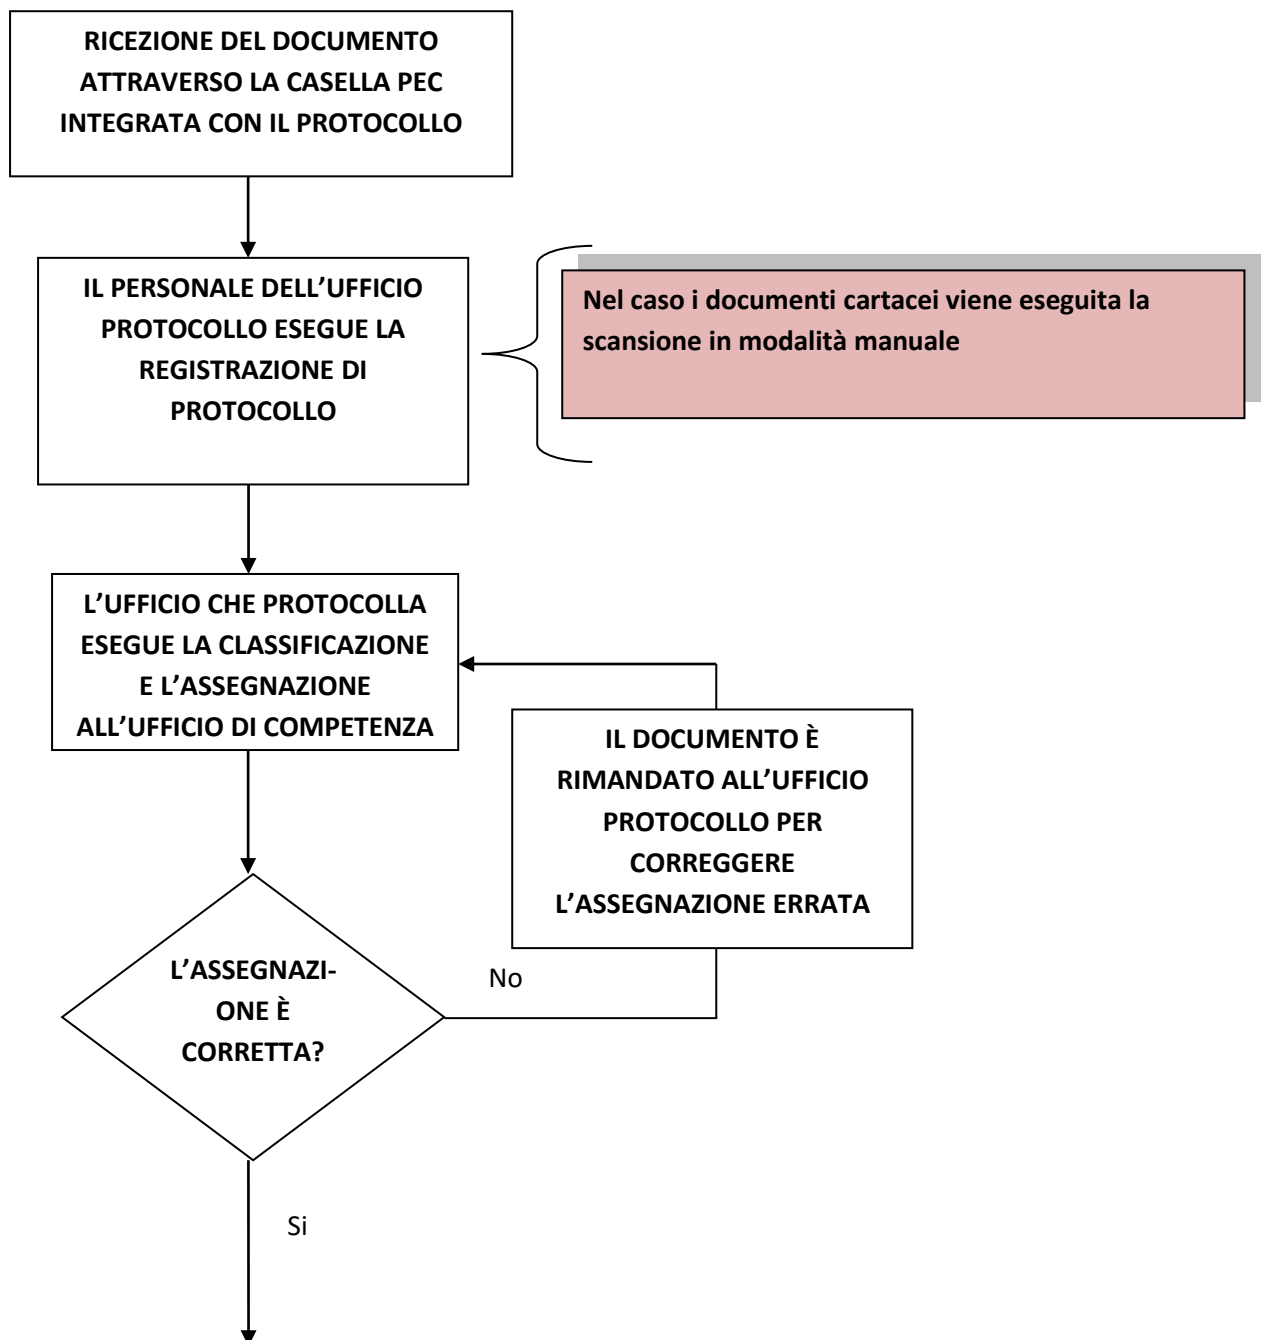 RICEZIONE DEL DOCUMENTO
ATTRAVERSO LA CASELLA PEC
INTEGRATA CON IL PROTOCOLLO
IL PERSONALE DELL’UFFICIO
PROTOCOLLO ESEGUE LA
REGISTRAZIONE DI
PROTOCOLLO
Nel caso i documenti cartacei viene eseguita la
scansione in modalità manuale
L’UFFICIO CHE PROTOCOLLA
ESEGUE LA CLASSIFICAZIONE
E L’ASSEGNAZIONE
ALL’UFFICIO DI COMPETENZA
IL DOCUMENTO È
RIMANDATO ALL’UFFICIO
PROTOCOLLO PER
CORREGGERE
L’ASSEGNAZIONE ERRATA
L’ASSEGNAZI-
ONE È
CORRETTA?
No
Si